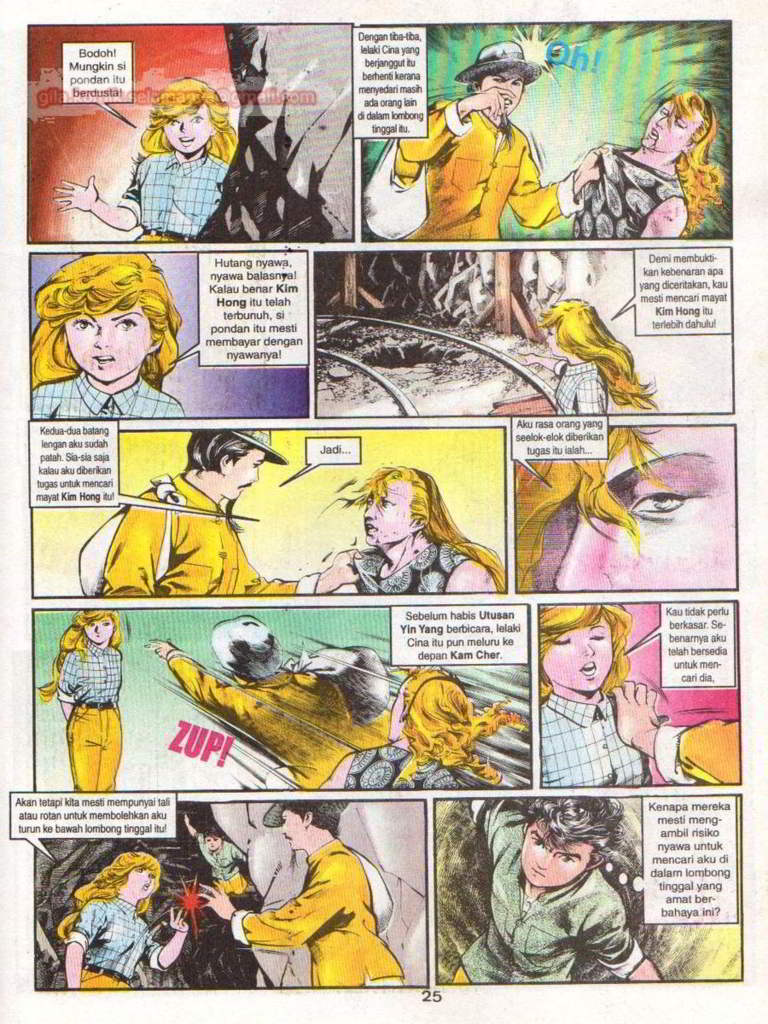 Bodoh!
Mungkin si
pondan itu
berdusta!
Dengan tiba-tiba,
lelaki Cina yang
berjanggut itu
berhenti kerana
menyedari masih
ada orang lain
di dalam lombong
tinggal itu.
Oh!
Hutang nyawa,
nyawa balasnya!
Kalau benar Kim
Hong itu telah
terbunuh, si
pondan itu mesti
membayar dengan
nyawanya!
Demi membukti-
kan kebenaran apa
yang diceritakan, kau
mesti mencari mayat
Kim Hong itu
terlebih dahulu!
Kedua-dua batang
lengan aku sudah
patah. Sia-sia saja
kalau aku diberikan
tugas untuk mencari
mayat Kim Hong itu!
Jadi...
Aku rasa orang yang
seelok-elok diberikan
tugas itu ialah...
Sebelum habis Utusan
Yin Yang berbicara, lelaki
Cina itu pun meluru ke
depan Kam Cher.
ZUP!
Kau tidak perlu
berkasar. Se-
benarnya aku
telah bersedia
untuk men-
cari dia,
Akan tetapi kita mesti mempunyai tali
atau rotan untuk membolehkan aku
turun ke bawah lombong tinggal itu!
Kenapa mereka
mesti meng-
ambil risiko
nyawa untuk
mencari aku di
dalam lombong
tinggal yang
amat ber-
bahaya ini?
25